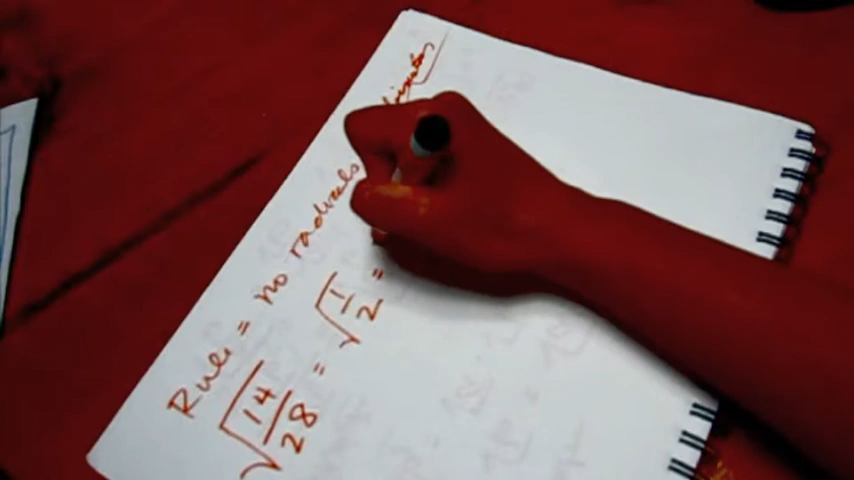 Rule = no radicals
√14/28 = √1/2 =